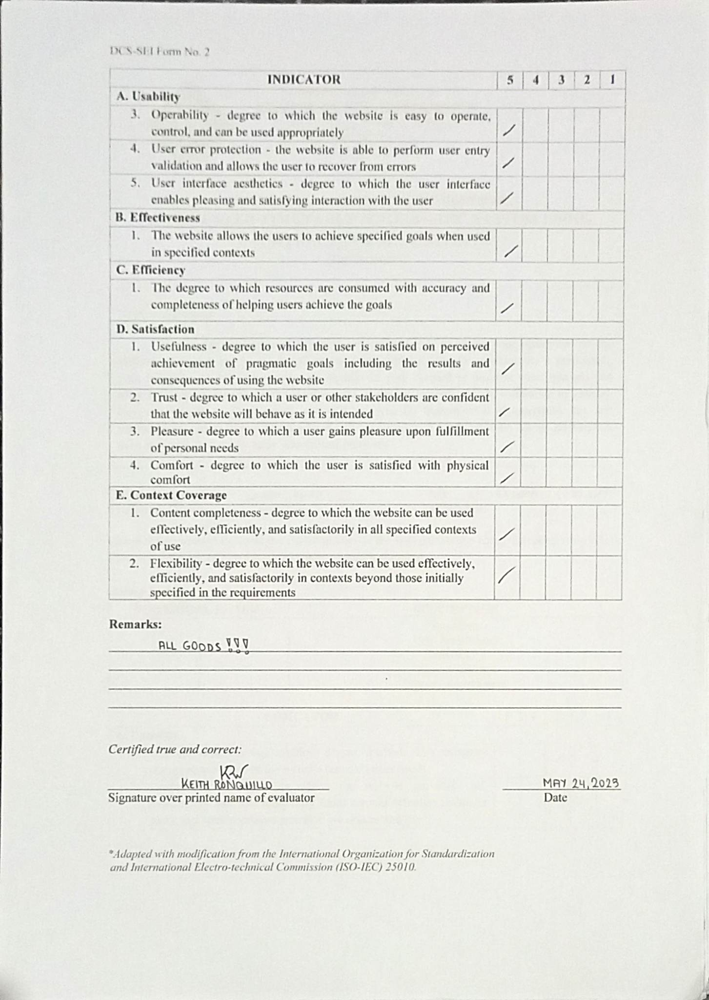 DCS-SEI Form No. 2
INDICATOR 5 4 3 2 1
A. Usability
3. Operability - degree to which the website is easy to operate,
control, and can be used appropriately /
4. User error protection - the website is able to perform user entry
validation and allows the user to recover from errors /
5. User interface aesthetics - degree to which the user interface
enables pleasing and satisfying interaction with the user /
B. Effectiveness
1. The website allows the users to achieve specified goals when used
in specified contexts /
C. Efficiency
1. The degree to which resources are consumed with accuracy and
completeness of helping users achieve the goals /
D. Satisfaction
1. Usefulness - degree to which the user is satisfied on perceived
achievement of pragmatic goals including the results and /
consequences of using the website
2. Trust - degree to which a user or other stakeholders are confident
that the website will behave as it is intended /
3. Pleasure - degree to which a user gains pleasure upon fulfillment
of personal needs /
4. Comfort - degree to which the user is satisfied with physical
comfort /
E. Context Coverage
1. Content completeness - degree to which the website can be used
effectively, efficiently, and satisfactorily in all specified contexts /
of use
2. Flexibility - degree to which the website can be used effectively,
efficiently, and satisfactorily in contexts beyond those initially /
specified in the requirements
Remarks:
ALL GOODS !!!
Certified true and correct:
KEITH RONQUILLO MAY 24, 2023
Signature over printed name of evaluator Date
*Adapted with modification from the International Organization for Standardization
and International Electro-technical Commission (ISO-IEC) 25010.